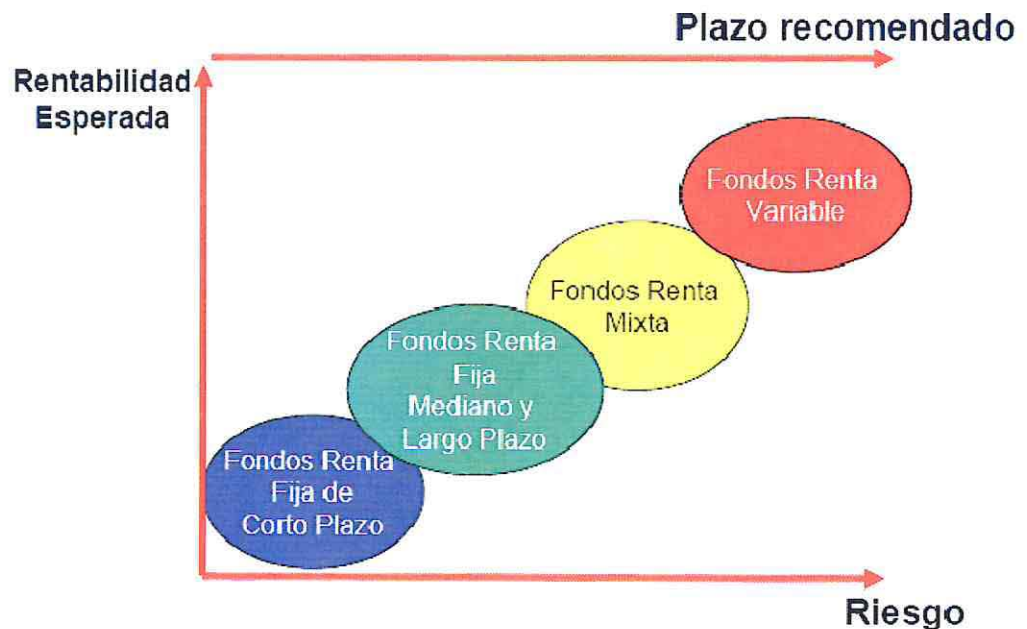 Plazo recomendado
Rentabilidad
Esperada
Fondos Renta
Variable
Fondos Renta
Mixta
Fondos Renta
Fija
Mediano y
Largo Plazo
Fondos Renta
Fija de
Corto Plazo
Riesgo